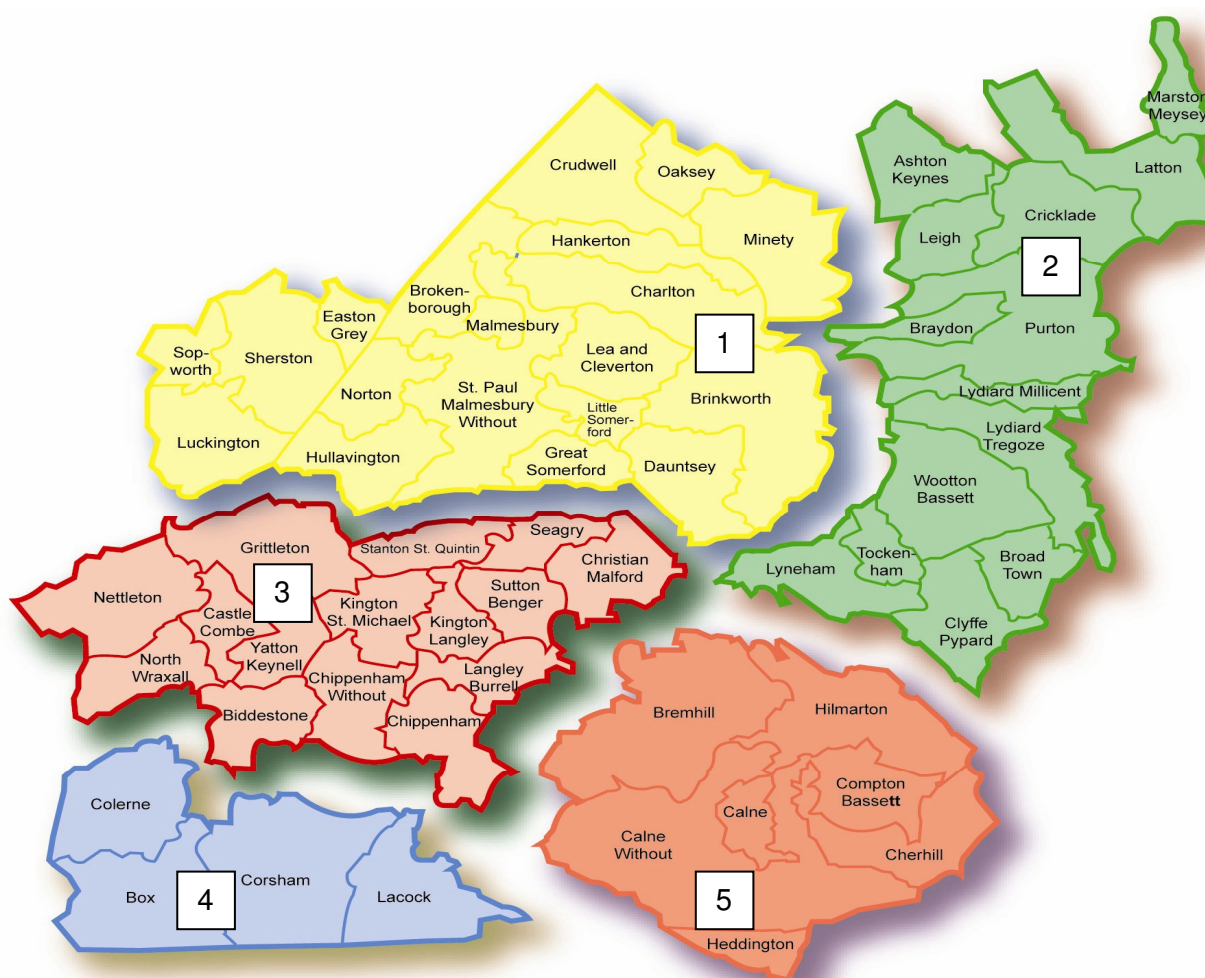 Crudwell
Oaksey
Hankerton
Minety
Charlton
Broken-
borough
Malmesbury
Easton
Grey
Sop-
worth
Sherston
Lea and
Cleverton
1
Norton
St. Paul
Malmesbury
Without
Brinkworth
Little
Somer-
ford
Luckington
Hullavington
Great
Somerford
Dauntsey
Marston
Meysey
Ashton
Keynes
Latton
Cricklade
Leigh
2
Braydon
Purton
Lydiard Millicent
Lydiard
Tregoze
Wootton
Bassett
Lyneham
Tocken-
ham
Broad
Town
Clyffe
Pypard
Seagry
Stanton St. Quintin
Grittleton
Christian
Malford
3
Nettleton
Sutton
Benger
Castle
Combe
Kington
St. Michael
Kington
Langley
North
Wraxall
Yatton
Keynell
Chippenham
Without
Langley
Burrell
Biddestone
Chippenham
Colerne
Box
4
Corsham
Lacock
Bremhill
Hilmarton
Compton
Bassett
Calne
Calne
Without
Cherhill
5
Heddington